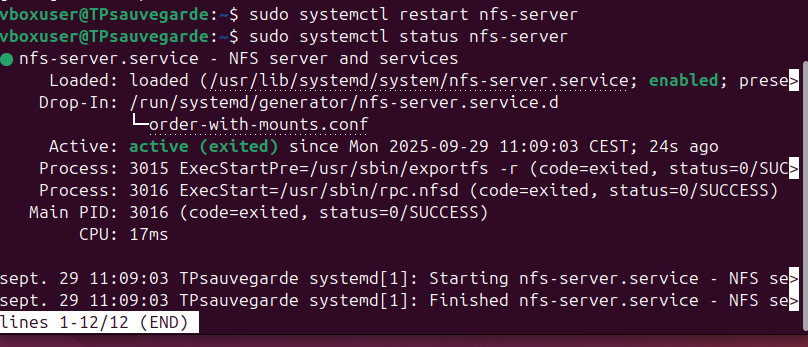 vboxuser@TPsauvegarde:~$ sudo systemctl restart nfs-server
vboxuser@TPsauvegarde:~$ sudo systemctl status nfs-server
● nfs-server.service - NFS server and services
     Loaded: loaded (/usr/lib/systemd/system/nfs-server.service; enabled; prese>
    Drop-In: /run/systemd/generator/nfs-server.service.d
             └─order-with-mounts.conf
     Active: active (exited) since Mon 2025-09-29 11:09:03 CEST; 24s ago
    Process: 3015 ExecStartPre=/usr/sbin/exportfs -r (code=exited, status=0/SUC>
    Process: 3016 ExecStart=/usr/sbin/rpc.nfsd (code=exited, status=0/SUCCESS)
   Main PID: 3016 (code=exited, status=0/SUCCESS)
        CPU: 17ms

sept. 29 11:09:03 TPsauvegarde systemd[1]: Starting nfs-server.service - NFS se>
sept. 29 11:09:03 TPsauvegarde systemd[1]: Finished nfs-server.service - NFS se>
lines 1-12/12 (END)